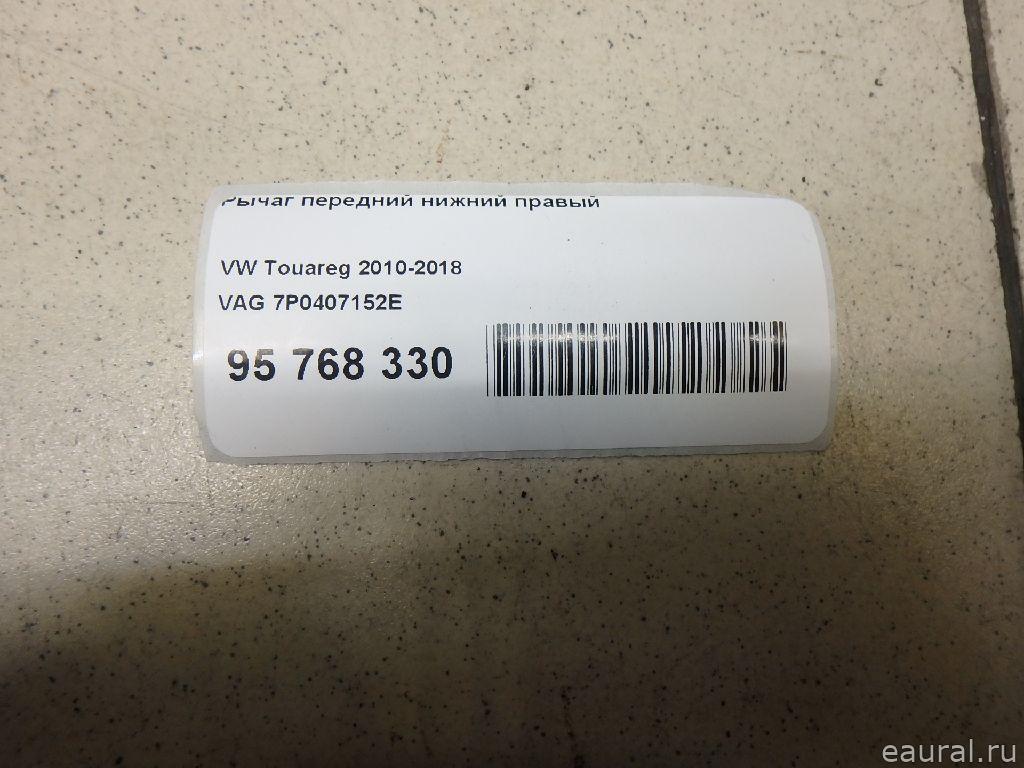 Рычаг передний нижний правый
VW Touareg 2010-2018
VAG 7P0407152E
95 768 330
eaural.ru